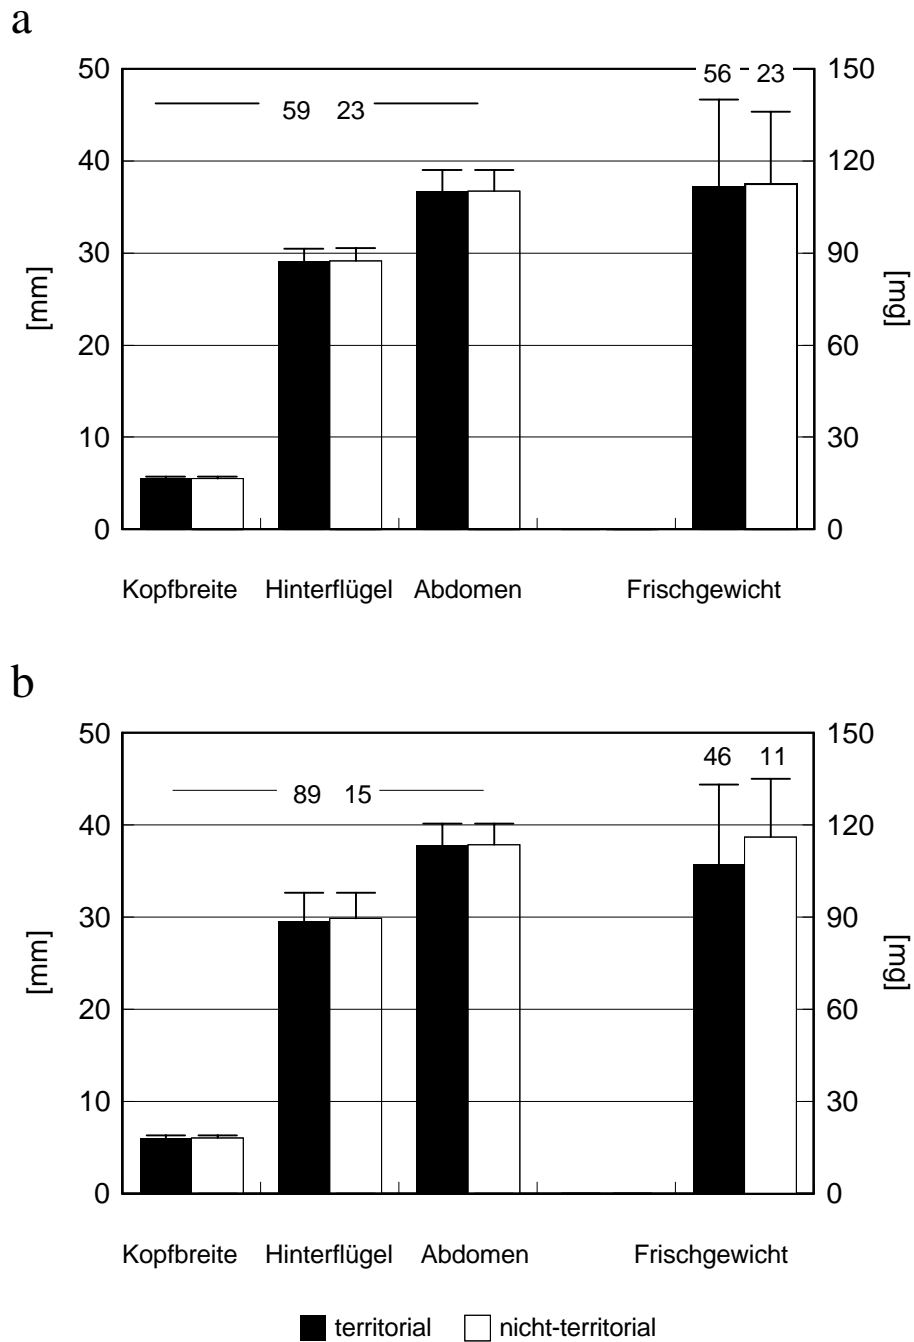 a
50 150
56 23
59 23
40 120
30 90
[mm] [mg]
20 60
10 30
0 0
Kopfbreite Hinterflügel Abdomen Frischgewicht
b
50 150
46 11
89 15
40 120
30 90
[mm] [mg]
20 60
10 30
0 0
Kopfbreite Hinterflügel Abdomen Frischgewicht
territorial nicht-territorial